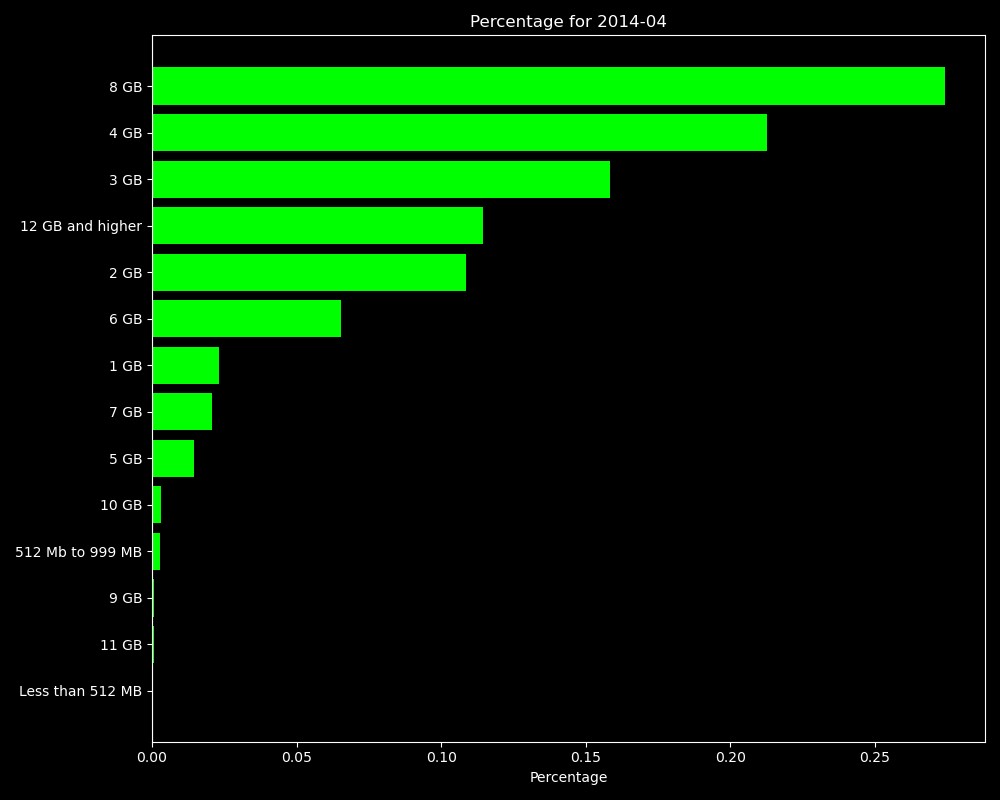 Percentage for 2014-04
8 GB
4 GB
3 GB
12 GB and higher
2 GB
6 GB
1 GB
7 GB
5 GB
10 GB
512 Mb to 999 MB
9 GB
11 GB
Less than 512 MB
0.00 0.05 0.10 0.15 0.20 0.25
Percentage